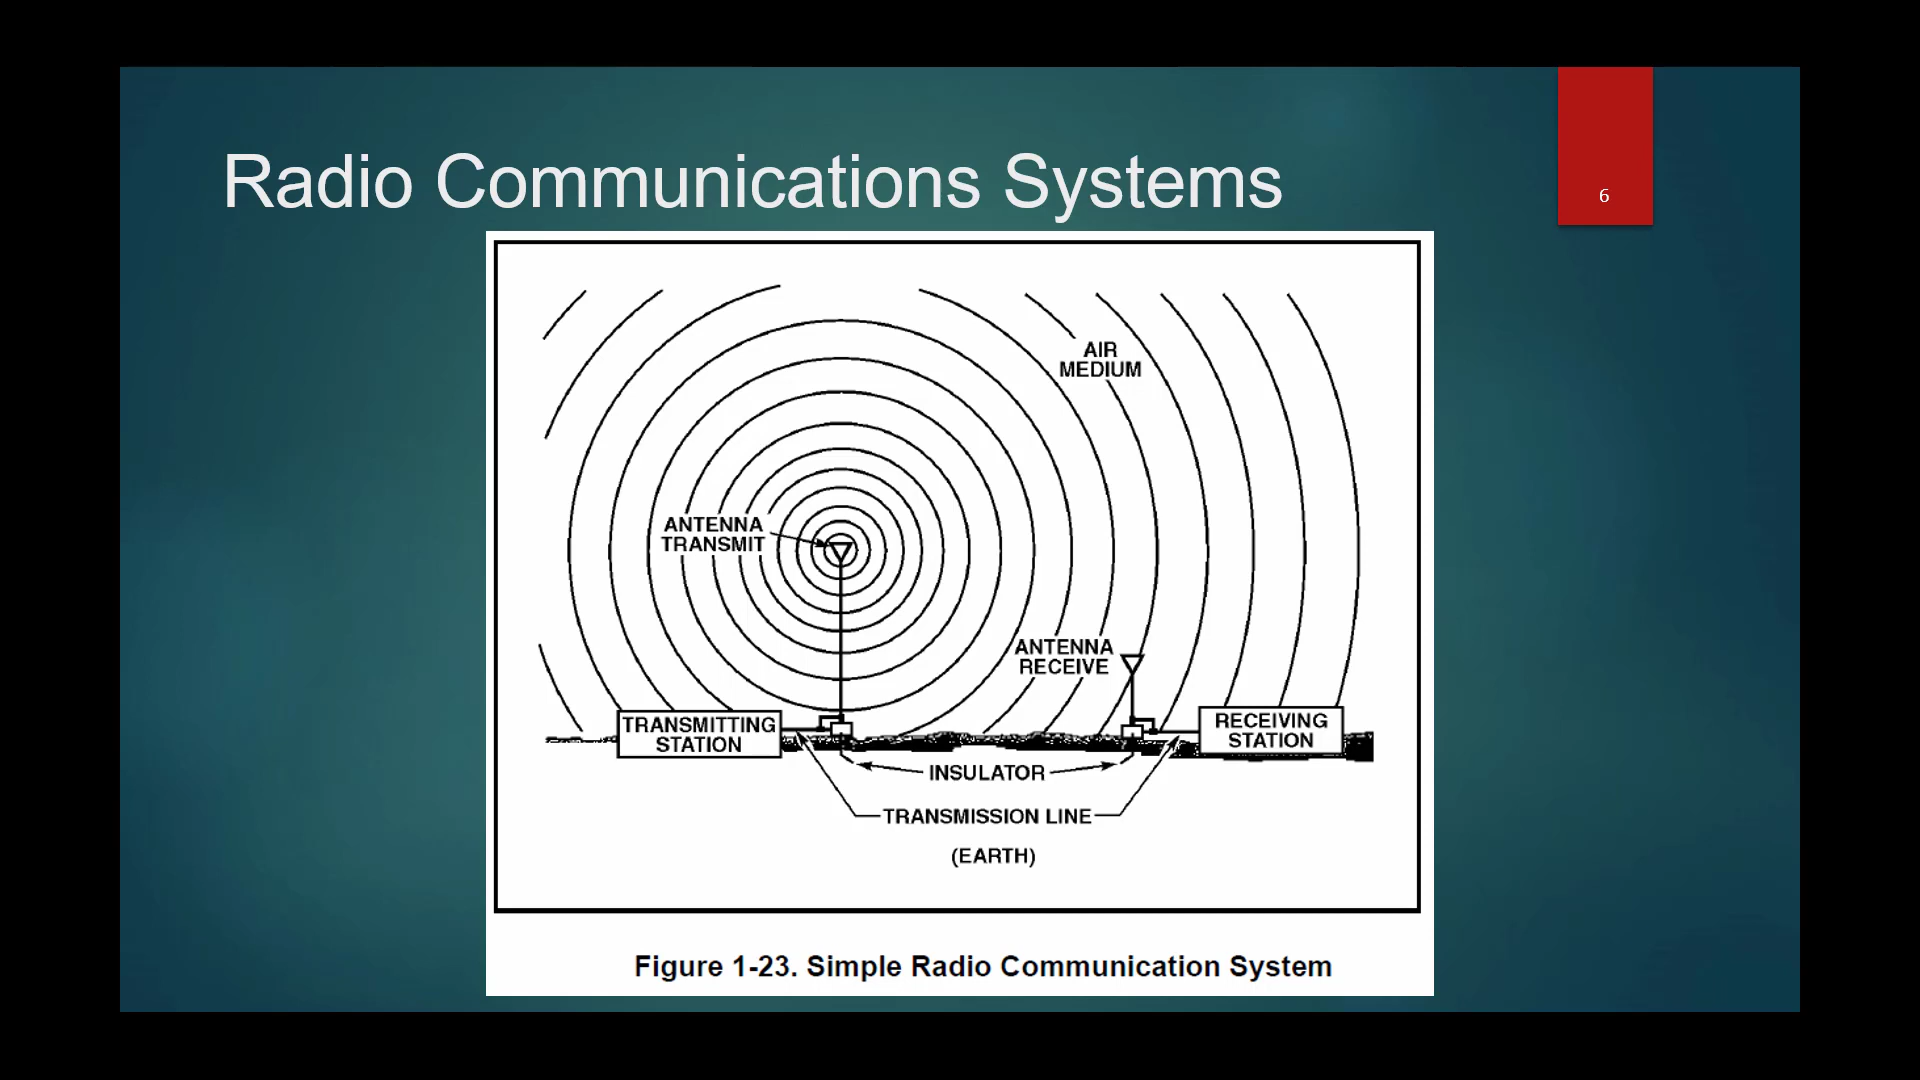 Radio Communications Systems
6
AIR
MEDIUM
ANTENNA
TRANSMIT
ANTENNA
RECEIVE
TRANSMITTING
STATION
RECEIVING
STATION
INSULATOR
TRANSMISSION LINE
(EARTH)
Figure 1-23. Simple Radio Communication System